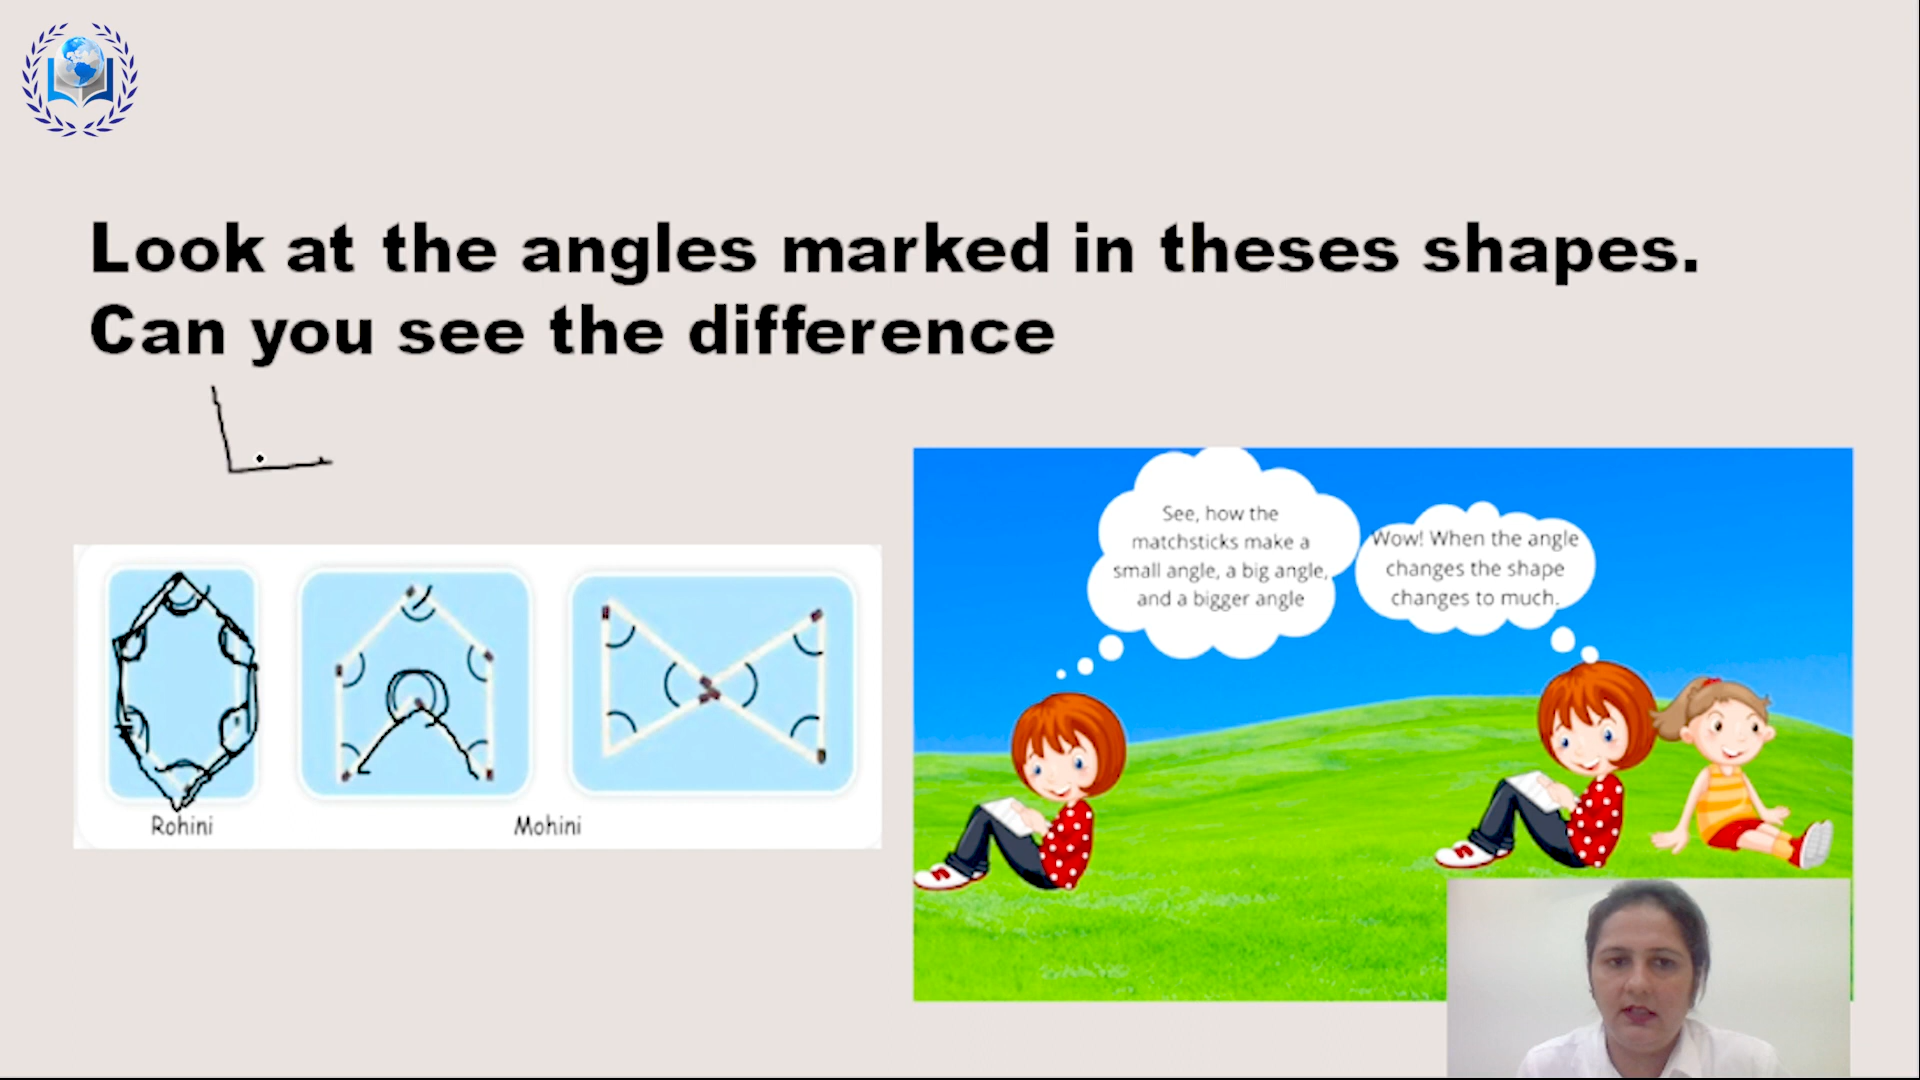 Look at the angles marked in theses shapes.
Can you see the difference
See, how the
matchsticks make a
small angle, a big angle,
and a bigger angle
Wow! When the angle
changes the shape
changes to much.
Rohini
Mohini